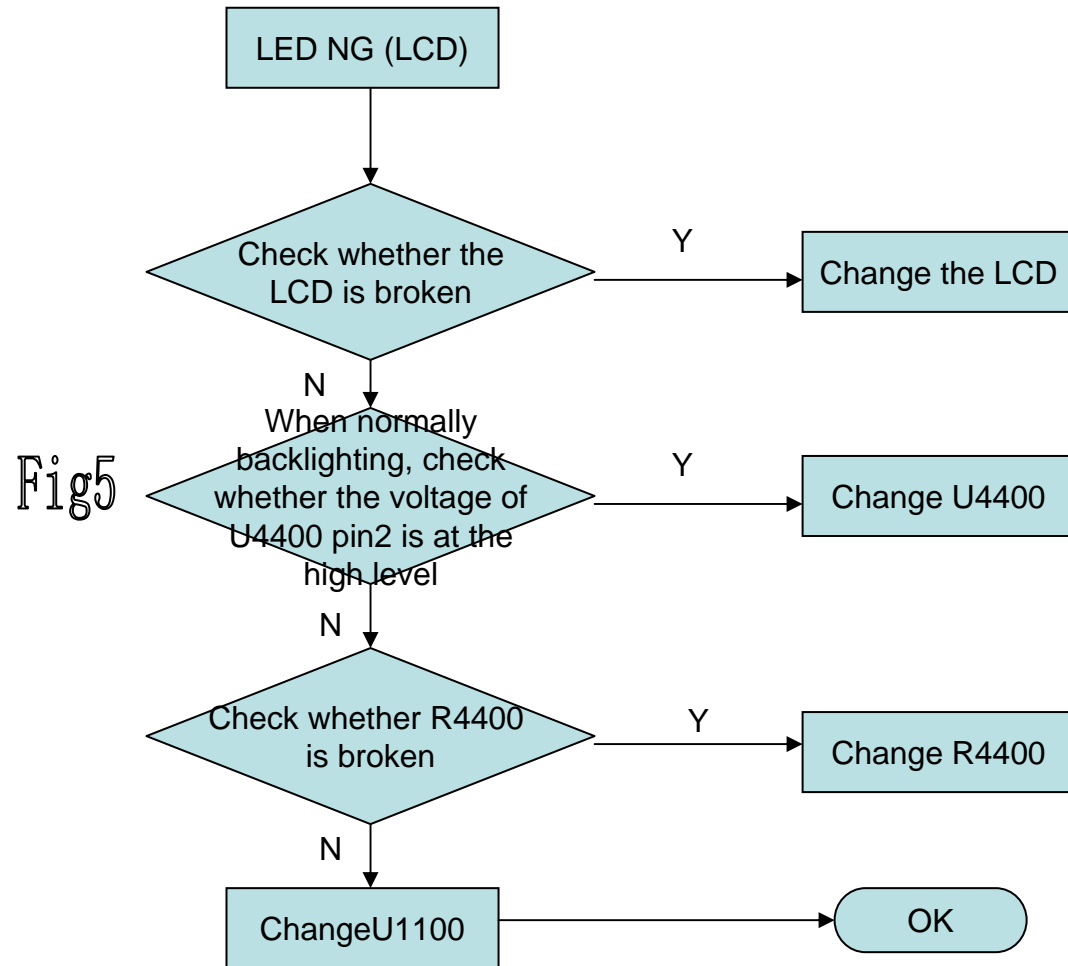 LED NG (LCD)
Check whether the
LCD is broken
Y
Change the LCD
N
When normally
backlighting, check
whether the voltage of
U4400 pin2 is at the
high level
Y
Change U4400
Fig5
N
Check whether R4400
is broken
Y
Change R4400
N
ChangeU1100
OK